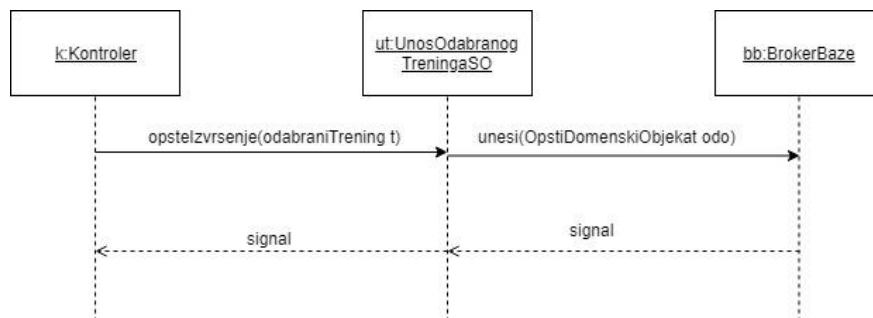 k:Kontroler
ut:UnosOdabranog
TreningaSO
bb:BrokerBaze
opsteIzvrsenje(odabraniTrening t)
unesi(OpstiDomenskiObjekat odo)
signal
signal